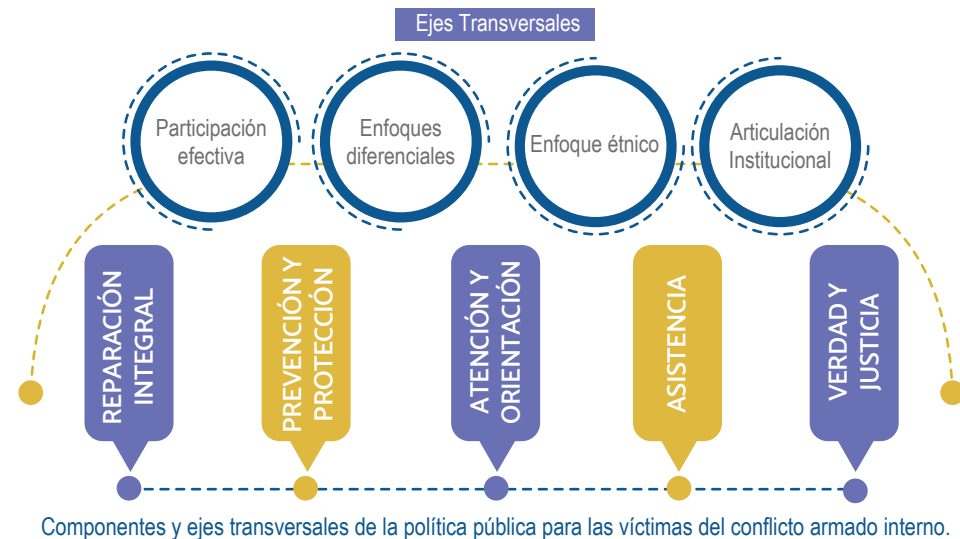 Ejes Transversales
Participación
efectiva
Enfoques
diferenciales
Enfoque étnico
Articulación
Institucional
REPARACIÓN
INTEGRAL
PREVENCIÓN Y
PROTECCIÓN
ATENCIÓN Y
ORIENTACIÓN
ASISTENCIA
VERDAD Y
JUSTICIA
Componentes y ejes transversales de la política pública para las víctimas del conflicto armado interno.